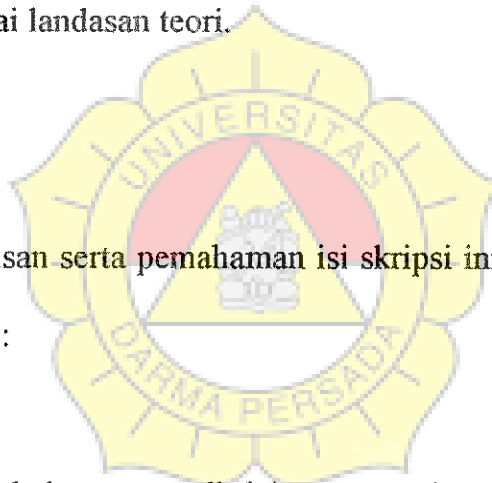 ai landasan teori.
UNIVERSITAS
san serta pemahaman isi skripsi in
:
DARMA PERSADA